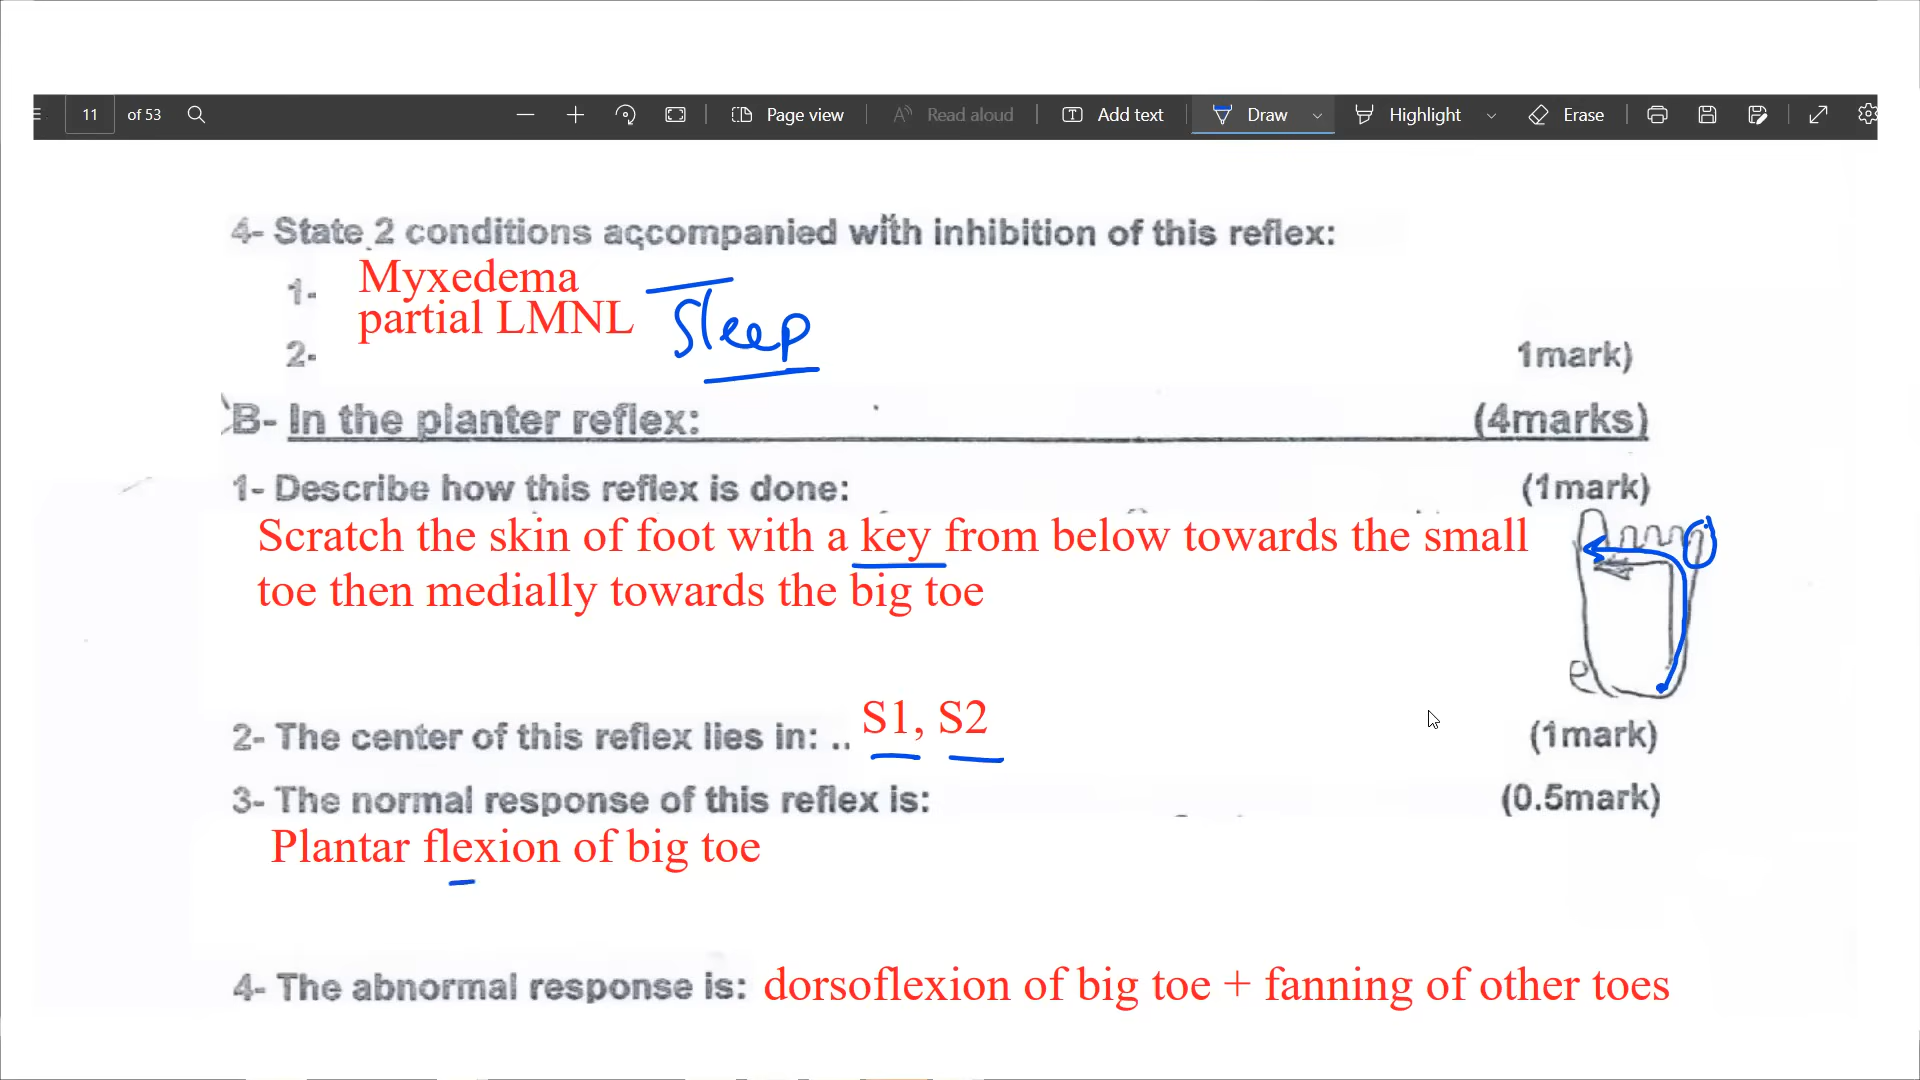 11 of 53 Page view Read aloud Add text Draw Highlight Erase
4- State 2 conditions accompanied with inhibition of this reflex:
1- Myxedema
partial LMNL sleep
2- 1mark)
B- In the planter reflex: (4marks)
1- Describe how this reflex is done: (1mark)
Scratch the skin of foot with a key from below towards the small
toe then medially towards the big toe
2- The center of this reflex lies in: .. S1, S2 (1mark)
3- The normal response of this reflex is: (0.5mark)
Plantar flexion of big toe
4- The abnormal response is: dorsoflexion of big toe + fanning of other toes